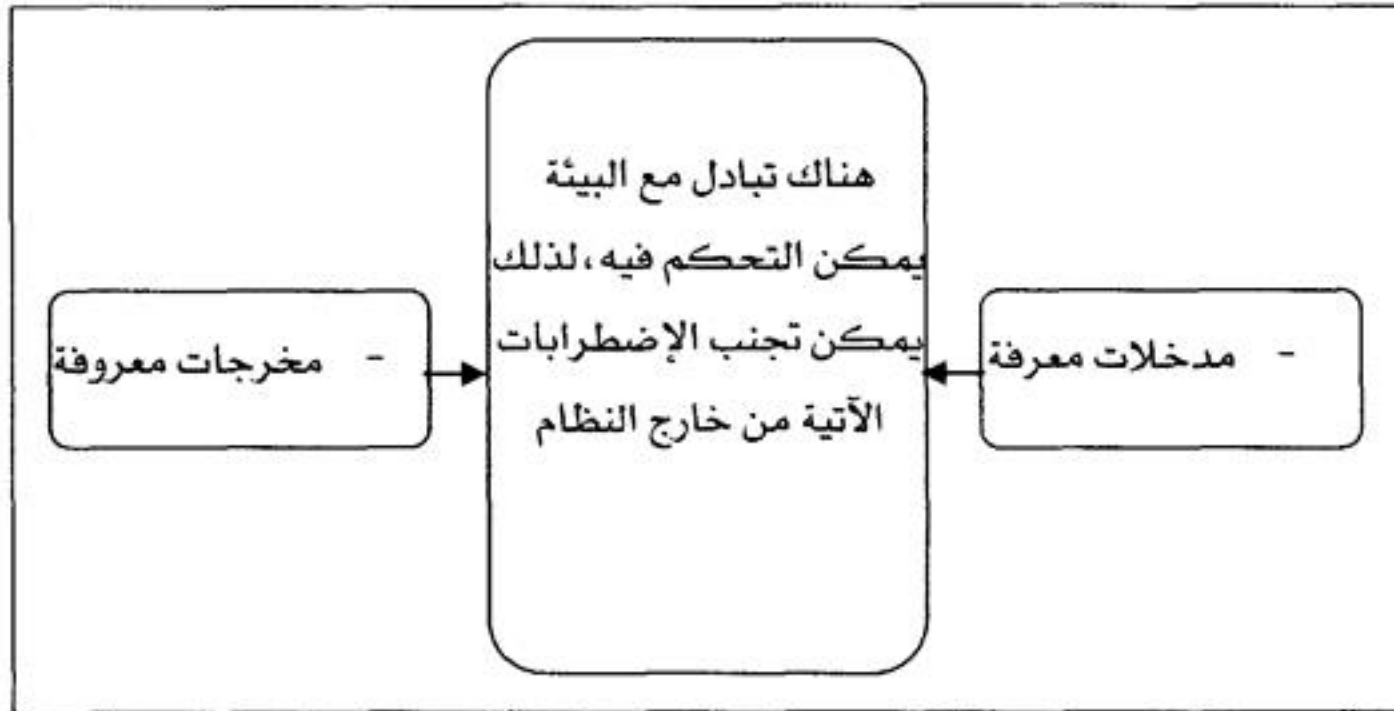 هناك تبادل مع البيئة
يمكن التحكم فيه، لذلك
يمكن تجنب الإضطرابات
الآتية من خارج النظام
- مدخلات معرفة
- مخرجات معروفة